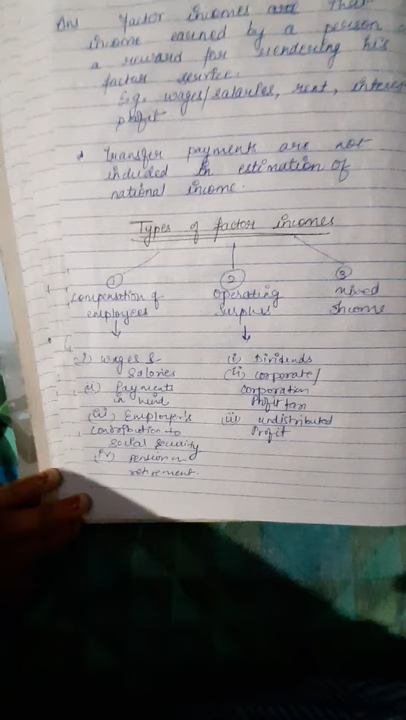 Ans factor incomes are that
income earned by a person
a reward for rendering his
factor service.
E.g. wages/salaries, rent, interest
profit
transfer payments are not
included in estimation of
national income.
Types of factor incomes
① ② ③
compensation of operating mixed
employees surplus income
i) wages & (i) Dividends
salaries (ii) corporate/
ii) Payments corporation
in kind Profit tax
(iii) Employer's iii) undistributed
contribution to Profit
social security
(iv) Pension on
retirement.